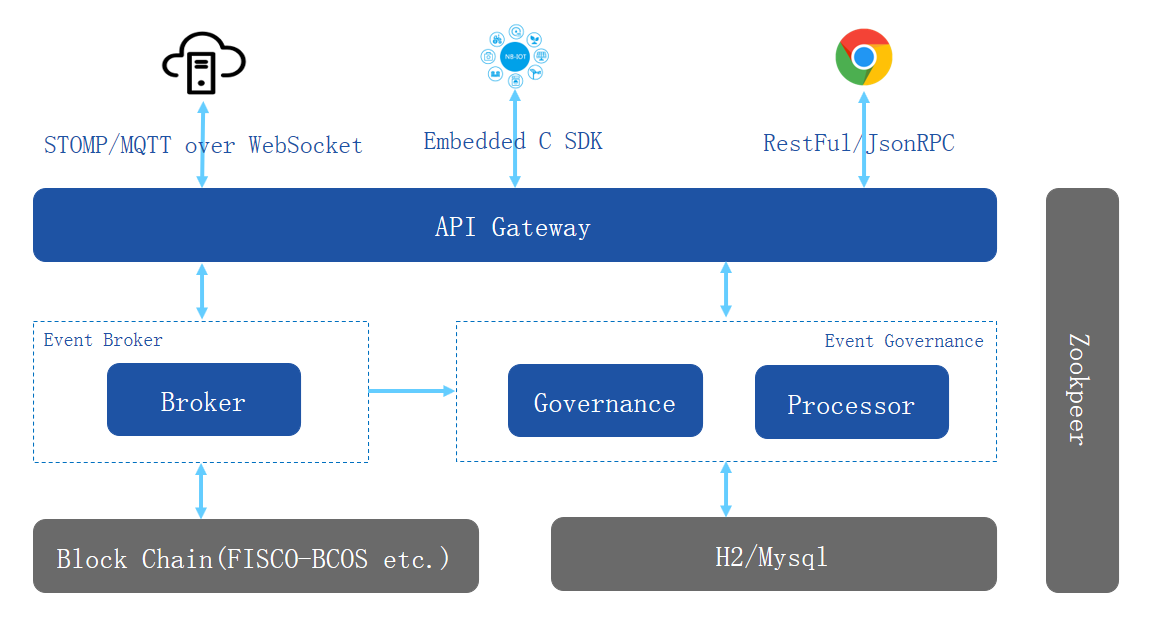 NB-IOT
STOMP/MQTT over WebSocket
Embedded C SDK
RestFul/JsonRPC
API Gateway
Event Broker
Broker
Event Governance
Governance
Processor
Zookpeer
Block Chain(FISCO-BCOS etc.)
H2/Mysql